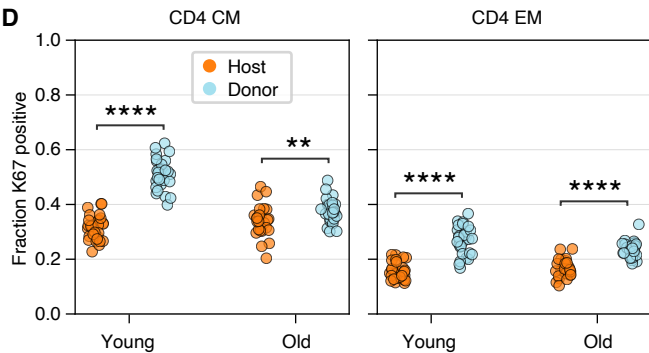 D
CD4 CM
CD4 EM
Fraction K67 positive
1.0
0.8
0.6
0.4
0.2
0.0
Host
Donor
****
**
****
****
Young
Old
Young
Old